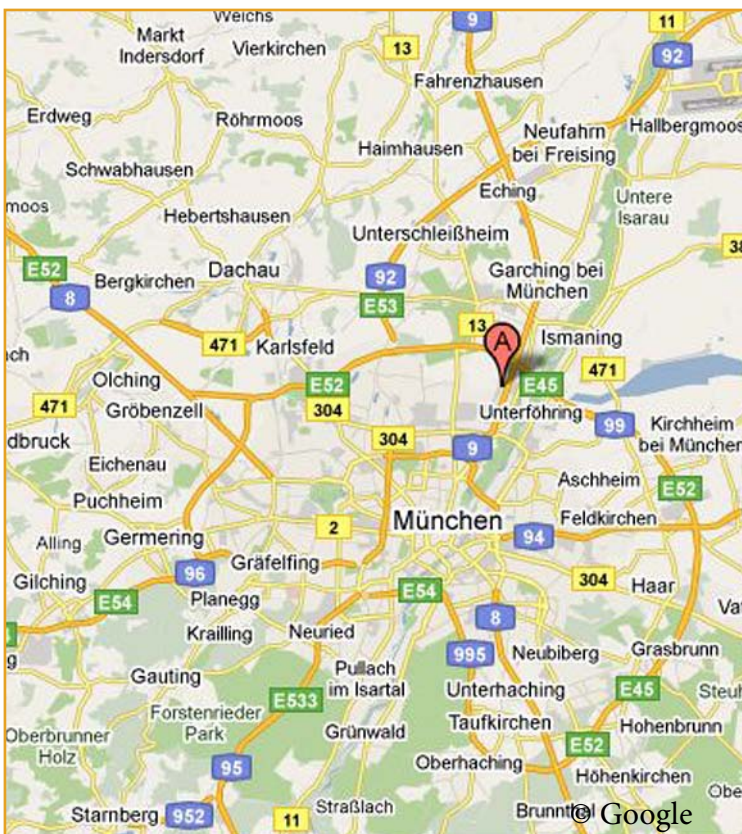 Weichs
9
11
Markt
Indersdorf
Vierkirchen
13
92
Fahrenzhausen
Erdweg
Röhrmoos
Neufahrn
bei Freising
Hallbergmoos
Haimhausen
Schwabhausen
Eching
Untere
Isarau
moos
Hebertshausen
Unterschleißheim
E52
Bergkirchen
Dachau
92
Garching bei
München
8
E53
13
A
Ismaning
471
Karlsfeld
471
Olching
E52
E45
471
Gröbenzell
304
Unterföhring
99
Kirchheim
bei München
dbruck
304
9
Eichenau
Aschheim
E52
Puchheim
München
Feldkirchen
2
94
Alling
Germering
Gräfelfing
96
304
Gilching
E54
E54
Haar
Planegg
8
Krailling
Neuried
995
Neubiberg
Grasbrunn
Gauting
Pullach
im Isartal
Unterhaching
E45
E533
Forstenrieder
Park
Grünwald
Taufkirchen
Hohenbrunn
Oberbrunner
Holz
E52
95
Oberhaching
Höhenkirchen
Starnberg
952
11
Straßlach
© Google